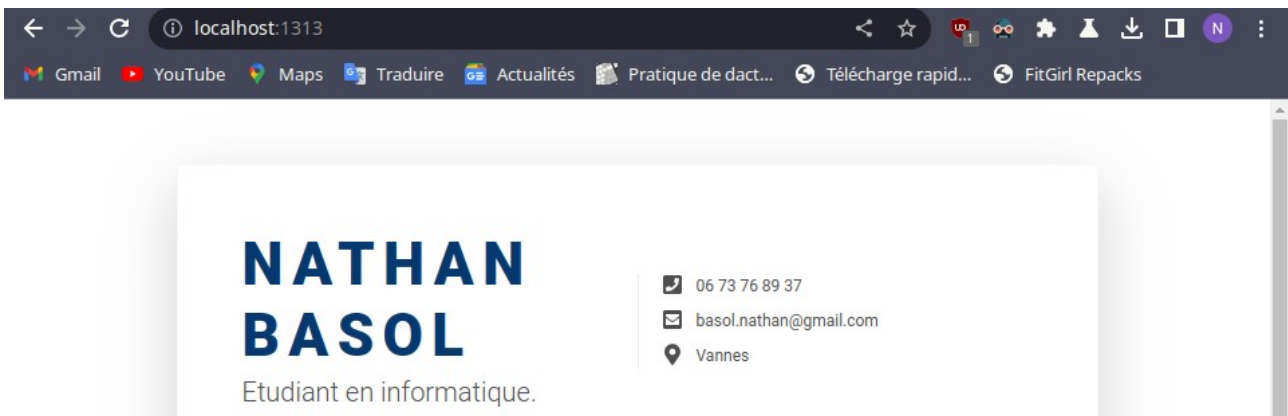 localhost:1313
1
N
Gmail YouTube Maps Traduire Actualités Pratique de dact... Télécharge rapid... FitGirl Repacks
NATHAN
BASOL
Etudiant en informatique.
06 73 76 89 37
basol.nathan@gmail.com
Vannes